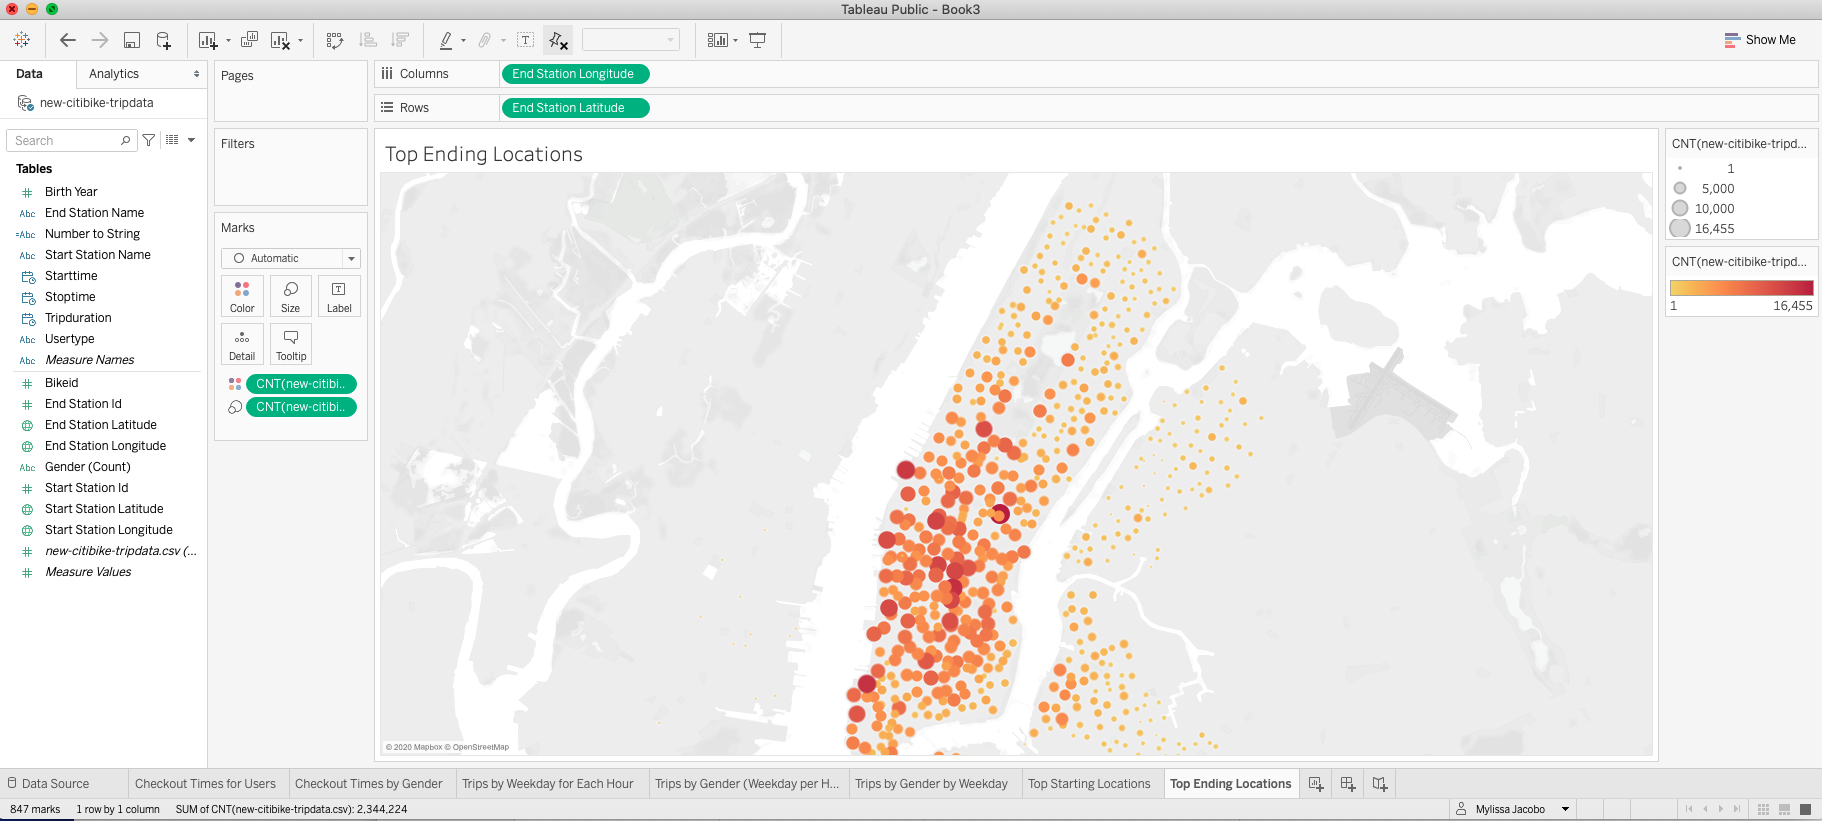 Tableau Public - Book3
Show Me
Data
Analytics
new-citibike-tripdata
Search
Tables
Birth Year
Abc End Station Name
=Abc Number to String
Abc Start Station Name
Starttime
Stoptime
Tripduration
Abc Usertype
Abc Measure Names
Bikeid
End Station Id
End Station Latitude
End Station Longitude
Abc Gender (Count)
Start Station Id
Start Station Latitude
Start Station Longitude
new-citibike-tripdata.csv (...
Measure Values
Pages
Filters
Marks
Automatic
Color
Size
Label
Detail
Tooltip
CNT(new-citibi..
CNT(new-citibi..
Columns
End Station Longitude
Rows
End Station Latitude
Top Ending Locations
© 2020 Mapbox © OpenStreetMap
CNT(new-citibike-tripd...
1
5,000
10,000
16,455
CNT(new-citibike-tripd...
1
16,455
Data Source
Checkout Times for Users
Checkout Times by Gender
Trips by Weekday for Each Hour
Trips by Gender (Weekday per H...
Trips by Gender by Weekday
Top Starting Locations
Top Ending Locations
847 marks
1 row by 1 column
SUM of CNT(new-citibike-tripdata.csv): 2,344,224
Mylissa Jacobo